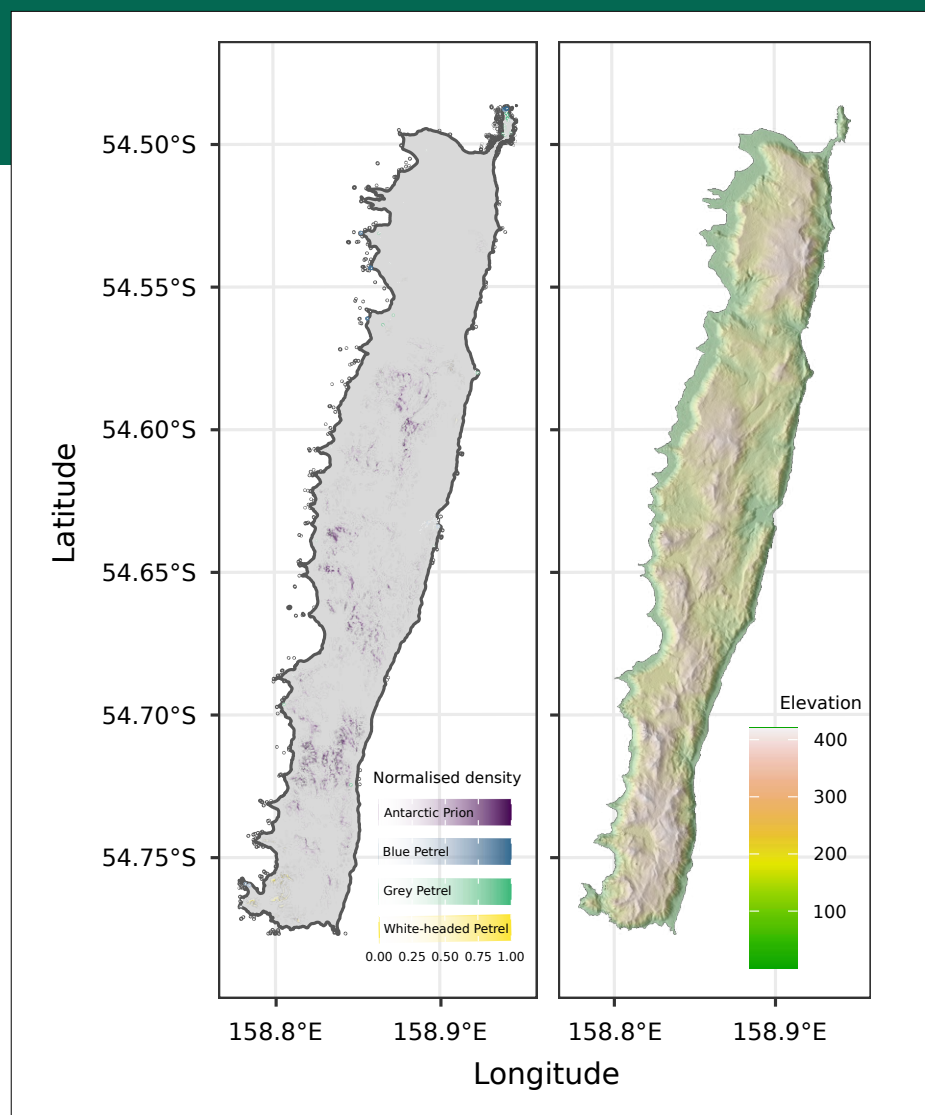 54.50°S
54.55°S
54.60°S
54.65°S
54.70°S
54.75°S
Latitude
Normalised density
Antarctic Prion
Blue Petrel
Grey Petrel
White-headed Petrel
0.00 0.25 0.50 0.75 1.00
Elevation
400
300
200
100
158.8°E 158.9°E 158.8°E 158.9°E
Longitude